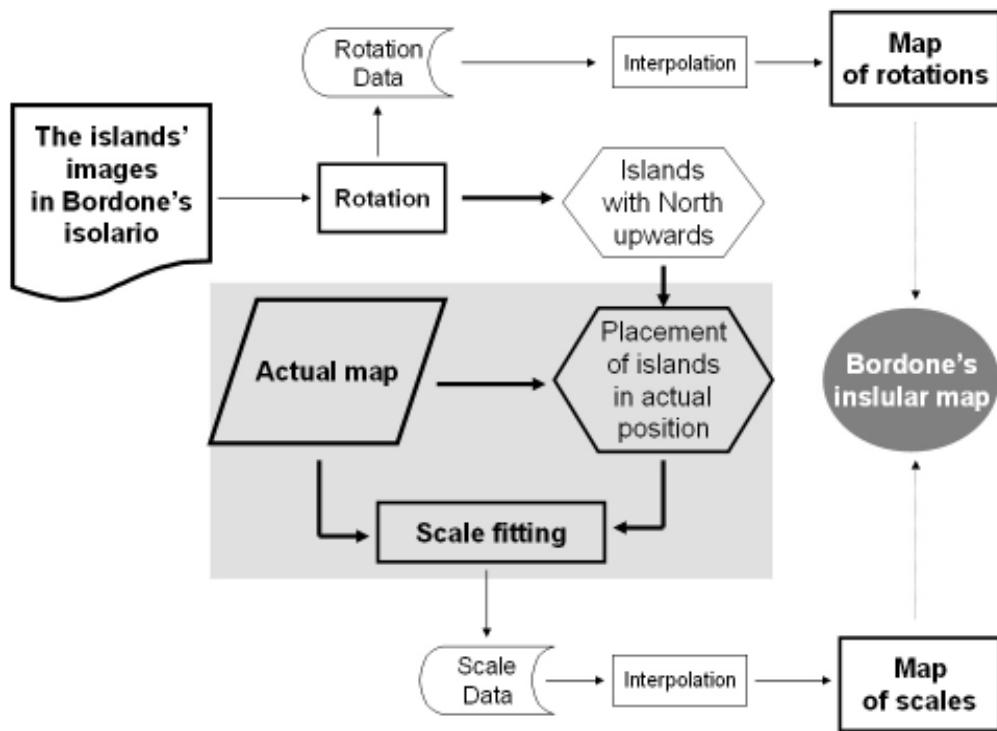 Rotation
Data
Interpolation
Map
of rotations
The islands'
images
in Bordone's
isolario
Rotation
Islands
with North
upwards
Actual map
Placement
of islands
in actual
position
Bordone's
inslular map
Scale fitting
Scale
Data
Interpolation
Map
of scales